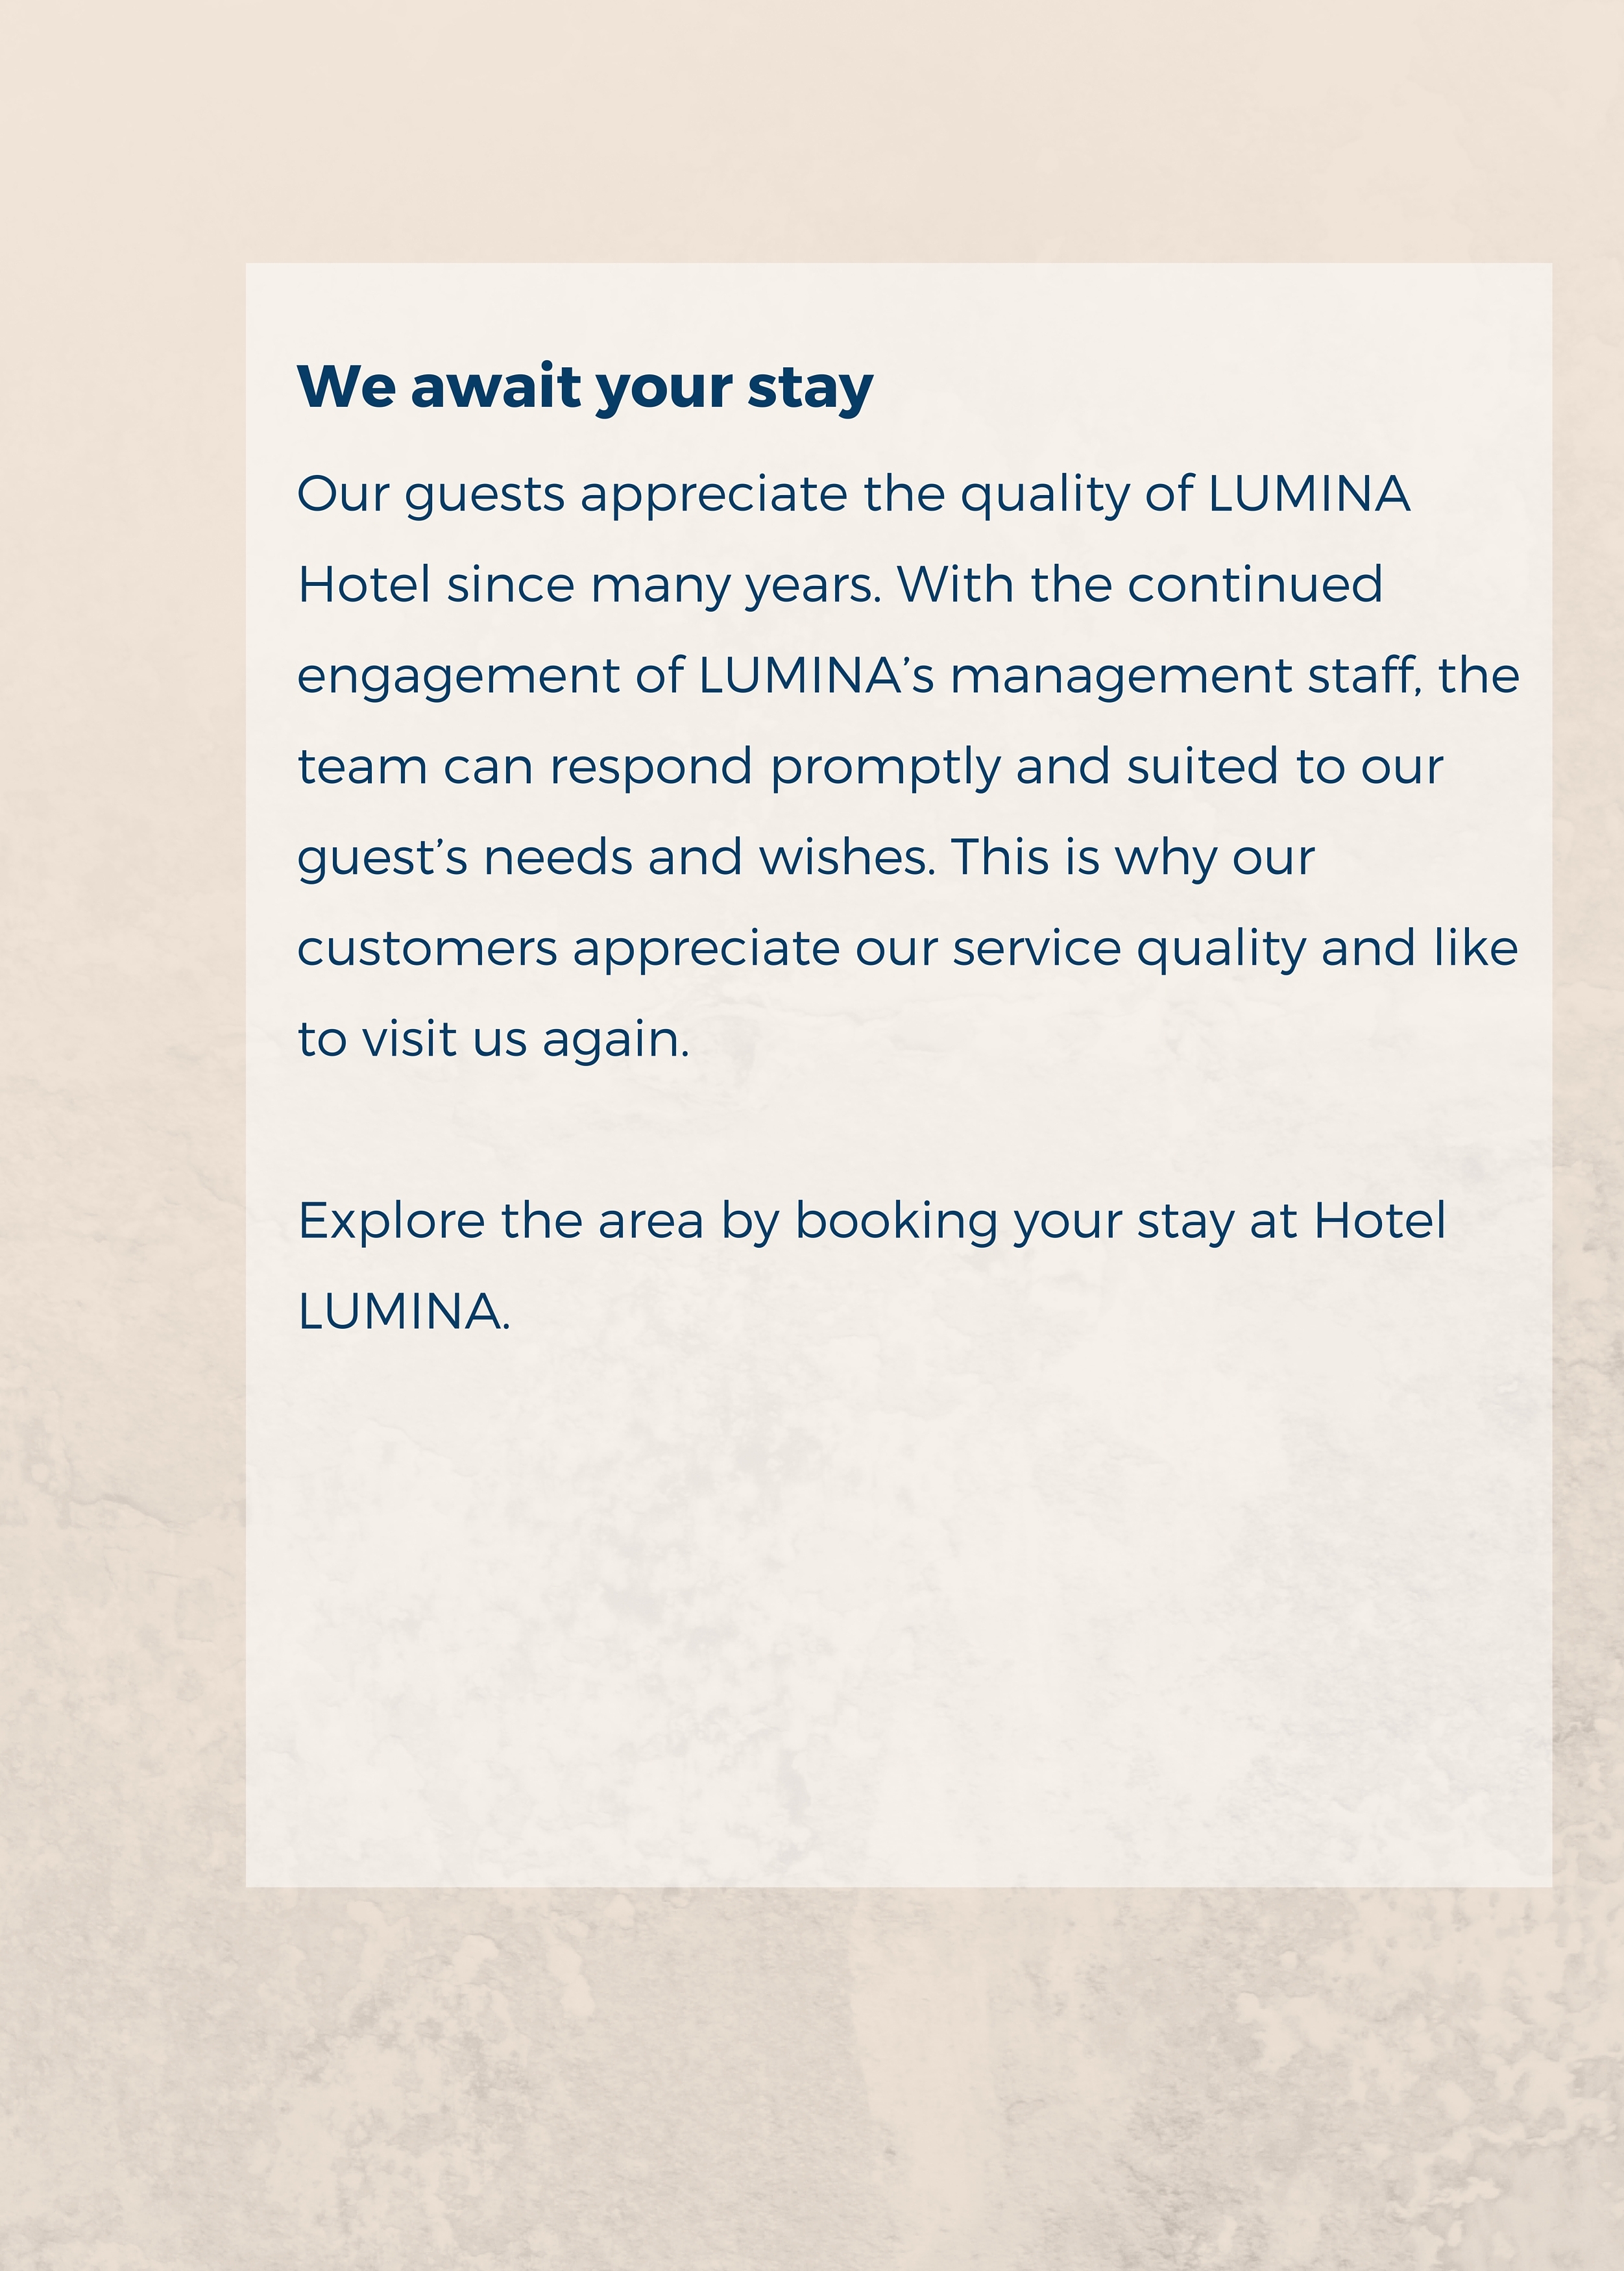 We await your stay
Our guests appreciate the quality of LUMINA
Hotel since many years. With the continued
engagement of LUMINA’s management staff, the
team can respond promptly and suited to our
guest’s needs and wishes. This is why our
customers appreciate our service quality and like
to visit us again.
Explore the area by booking your stay at Hotel
LUMINA.